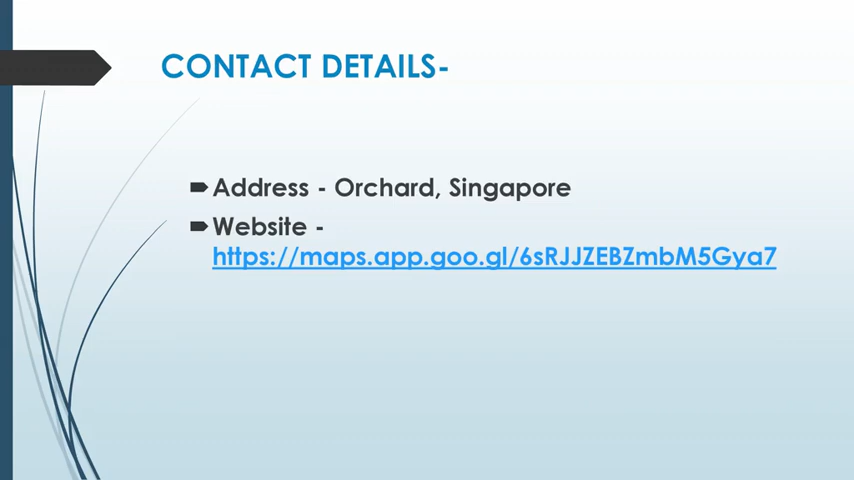 CONTACT DETAILS-
Address - Orchard, Singapore
Website -
https://maps.app.goo.gl/6sRJJZEBZmbM5Gya7